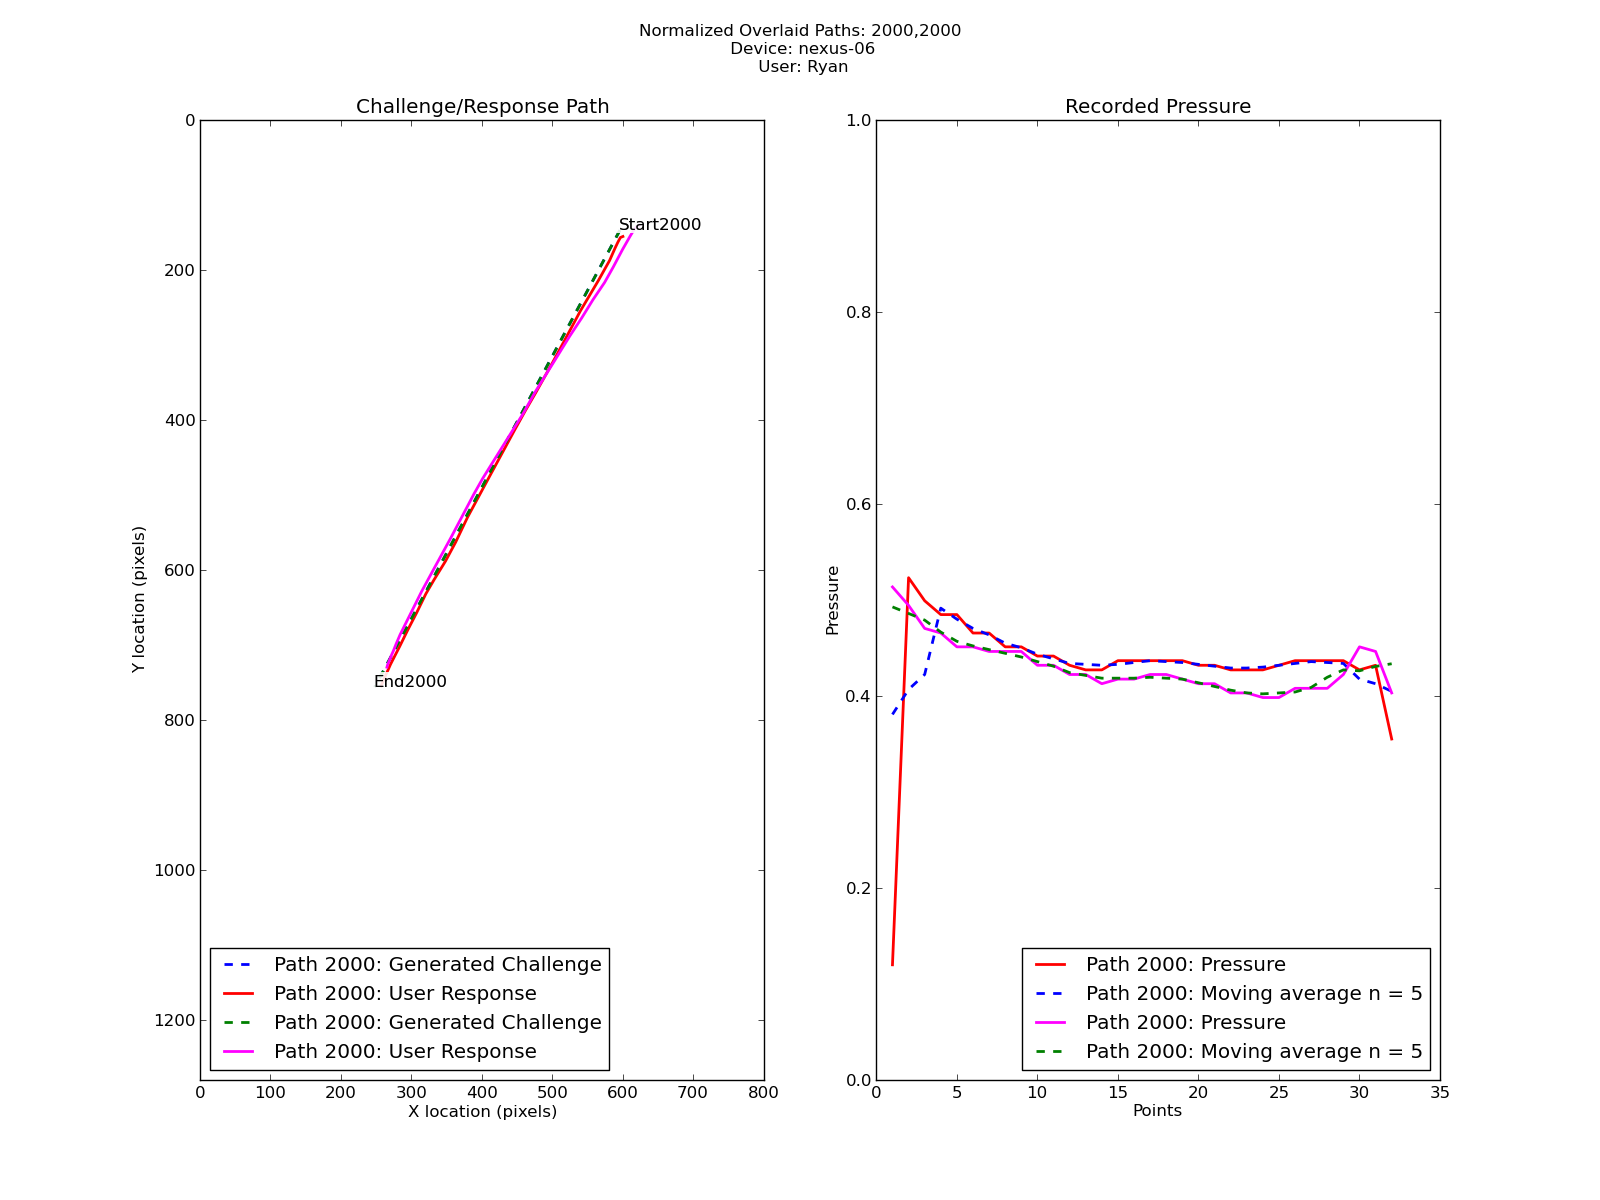 Normalized Overlaid Paths: 2000,2000
Device: nexus-06
User: Ryan
Challenge/Response Path
0
200
400
600
800
1000
1200
Y location (pixels)
Start2000
End2000
Path 2000: Generated Challenge
Path 2000: User Response
Path 2000: Generated Challenge
Path 2000: User Response
0 100 200 300 400 500 600 700 800
X location (pixels)
Recorded Pressure
1.0
0.8
0.6
0.4
0.2
0.0
Pressure
Path 2000: Pressure
Path 2000: Moving average n = 5
Path 2000: Pressure
Path 2000: Moving average n = 5
0 5 10 15 20 25 30 35
Points